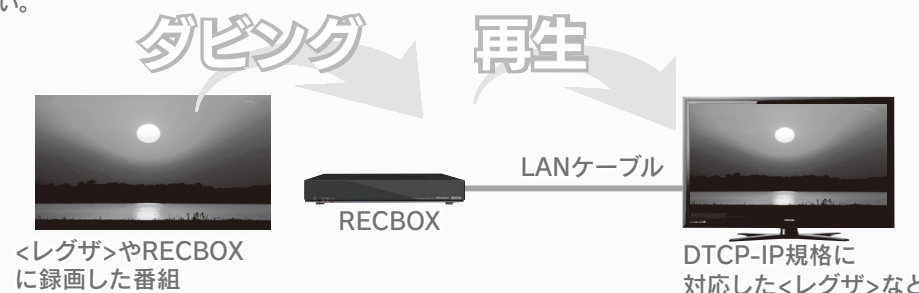 い。
ダビング
再生
LANケーブル
RECBOX
<レグザ>やRECBOX
に録画した番組
DTCP-IP規格に
対応した<レグザ>など